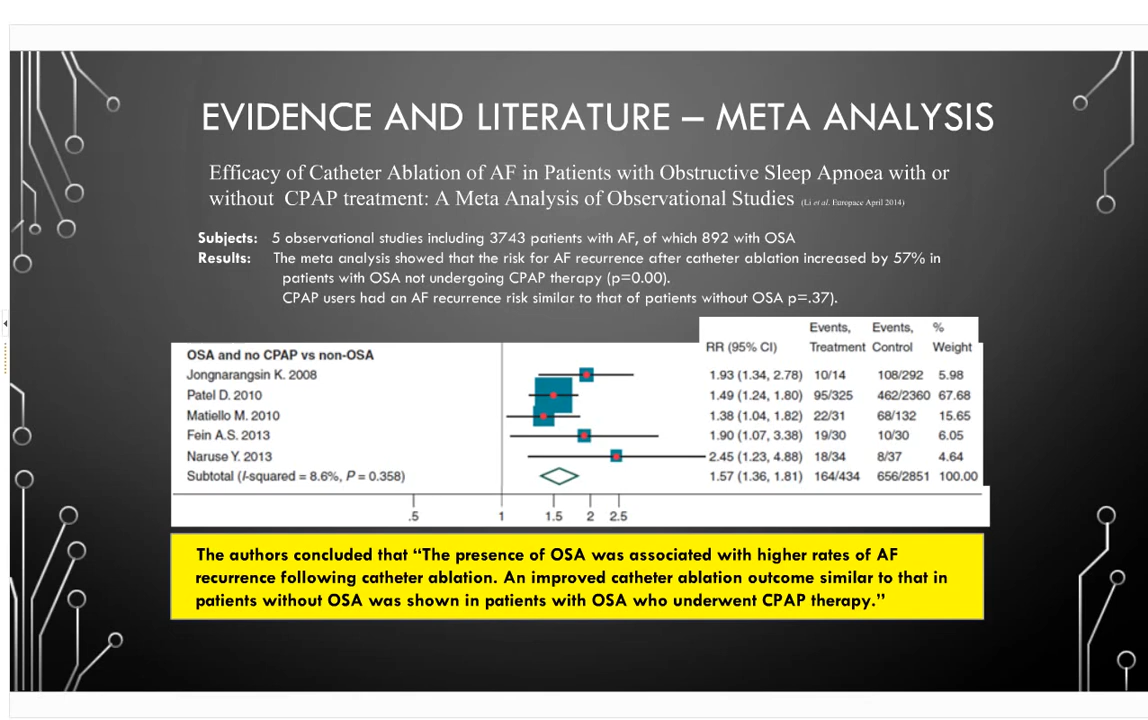 EVIDENCE AND LITERATURE – META ANALYSIS
Efficacy of Catheter Ablation of AF in Patients with Obstructive Sleep Apnoea with or
without CPAP treatment: A Meta Analysis of Observational Studies (Li et al. Europace April 2014)
Subjects: 5 observational studies including 3743 patients with AF, of which 892 with OSA
Results: The meta analysis showed that the risk for AF recurrence after catheter ablation increased by 57% in
patients with OSA not undergoing CPAP therapy (p=0.00).
CPAP users had an AF recurrence risk similar to that of patients without OSA p=.37).
Events, Events, %
RR (95% CI) Treatment Control Weight
OSA and no CPAP vs non-OSA
Jongnarangsin K. 2008 1.93 (1.34, 2.78) 10/14 108/292 5.98
Patel D. 2010 1.49 (1.24, 1.80) 95/325 462/2360 67.68
Matiello M. 2010 1.38 (1.04, 1.82) 22/31 68/132 15.65
Fein A.S. 2013 1.90 (1.07, 3.38) 19/30 10/30 6.05
Naruse Y. 2013 2.45 (1.23, 4.88) 18/34 8/37 4.64
Subtotal (I-squared = 8.6%, P = 0.358) 1.57 (1.36, 1.81) 164/434 656/2851 100.00
.5 1 1.5 2 2.5
The authors concluded that “The presence of OSA was associated with higher rates of AF
recurrence following catheter ablation. An improved catheter ablation outcome similar to that in
patients without OSA was shown in patients with OSA who underwent CPAP therapy.”